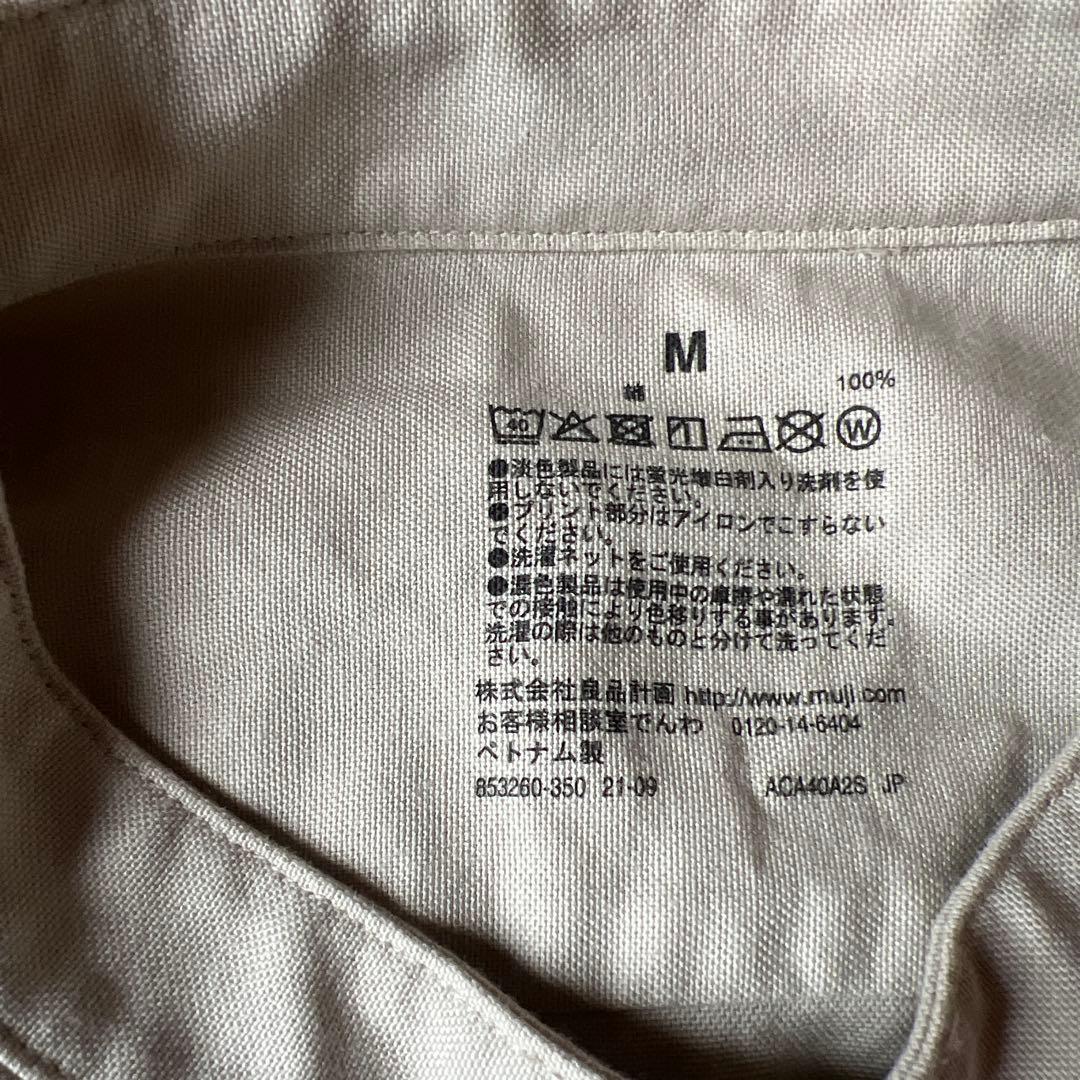 M
綿 100%
40
W
●淡色製品には蛍光増白剤入り洗剤を使
用しないでください。
●プリント部分はアイロンでこすらない
でください。
●洗濯ネットをご使用ください。
●濃色製品は使用中の摩擦や濡れた状態
での接触により色移りする事があります。
洗濯の際は他のものと分けて洗ってくだ
さい。
株式会社良品計画 http://www.muji.com
お客様相談室でんわ 0120-14-6404
ベトナム製
853260-350 21-09 ACA40A2S JP